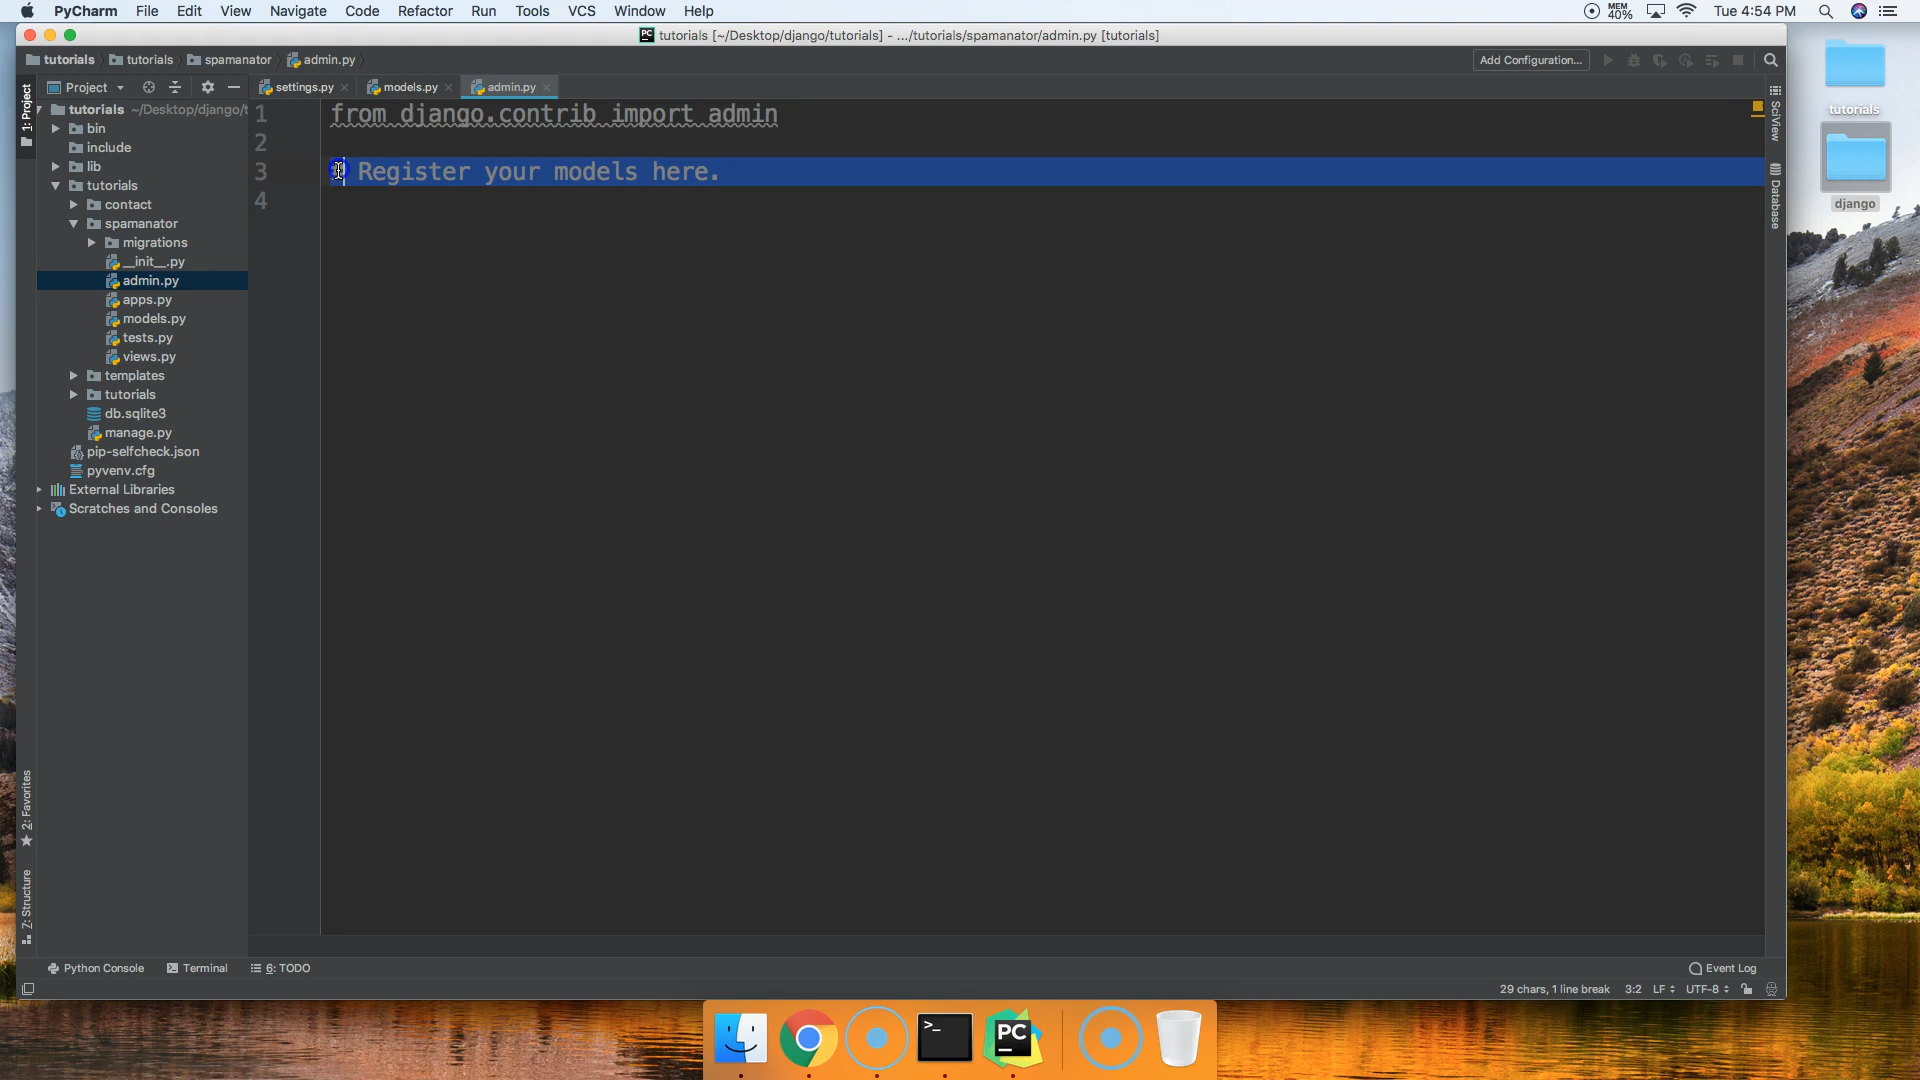 PyCharm File Edit View Navigate Code Refactor Run Tools VCS Window Help MEM 40% Tue 4:54 PM
PC tutorials [~/Desktop/django/tutorials] - .../tutorials/spamanator/admin.py [tutorials]
tutorials tutorials spamanator admin.py Add Configuration...
Project settings.py models.py admin.py
tutorials ~/Desktop/django/t
bin
include
lib
tutorials
contact
spamanator
migrations
__init__.py
admin.py
apps.py
models.py
tests.py
views.py
templates
tutorials
db.sqlite3
manage.py
pip-selfcheck.json
pyvenv.cfg
External Libraries
Scratches and Consoles
1 from django.contrib import admin
2
3 # Register your models here.
4
1: Project
2: Favorites
Z: Structure
SciView
Database
tutorials
django
Python Console Terminal 6: TODO Event Log
29 chars, 1 line break 3:2 LF UTF-8
>_
PC